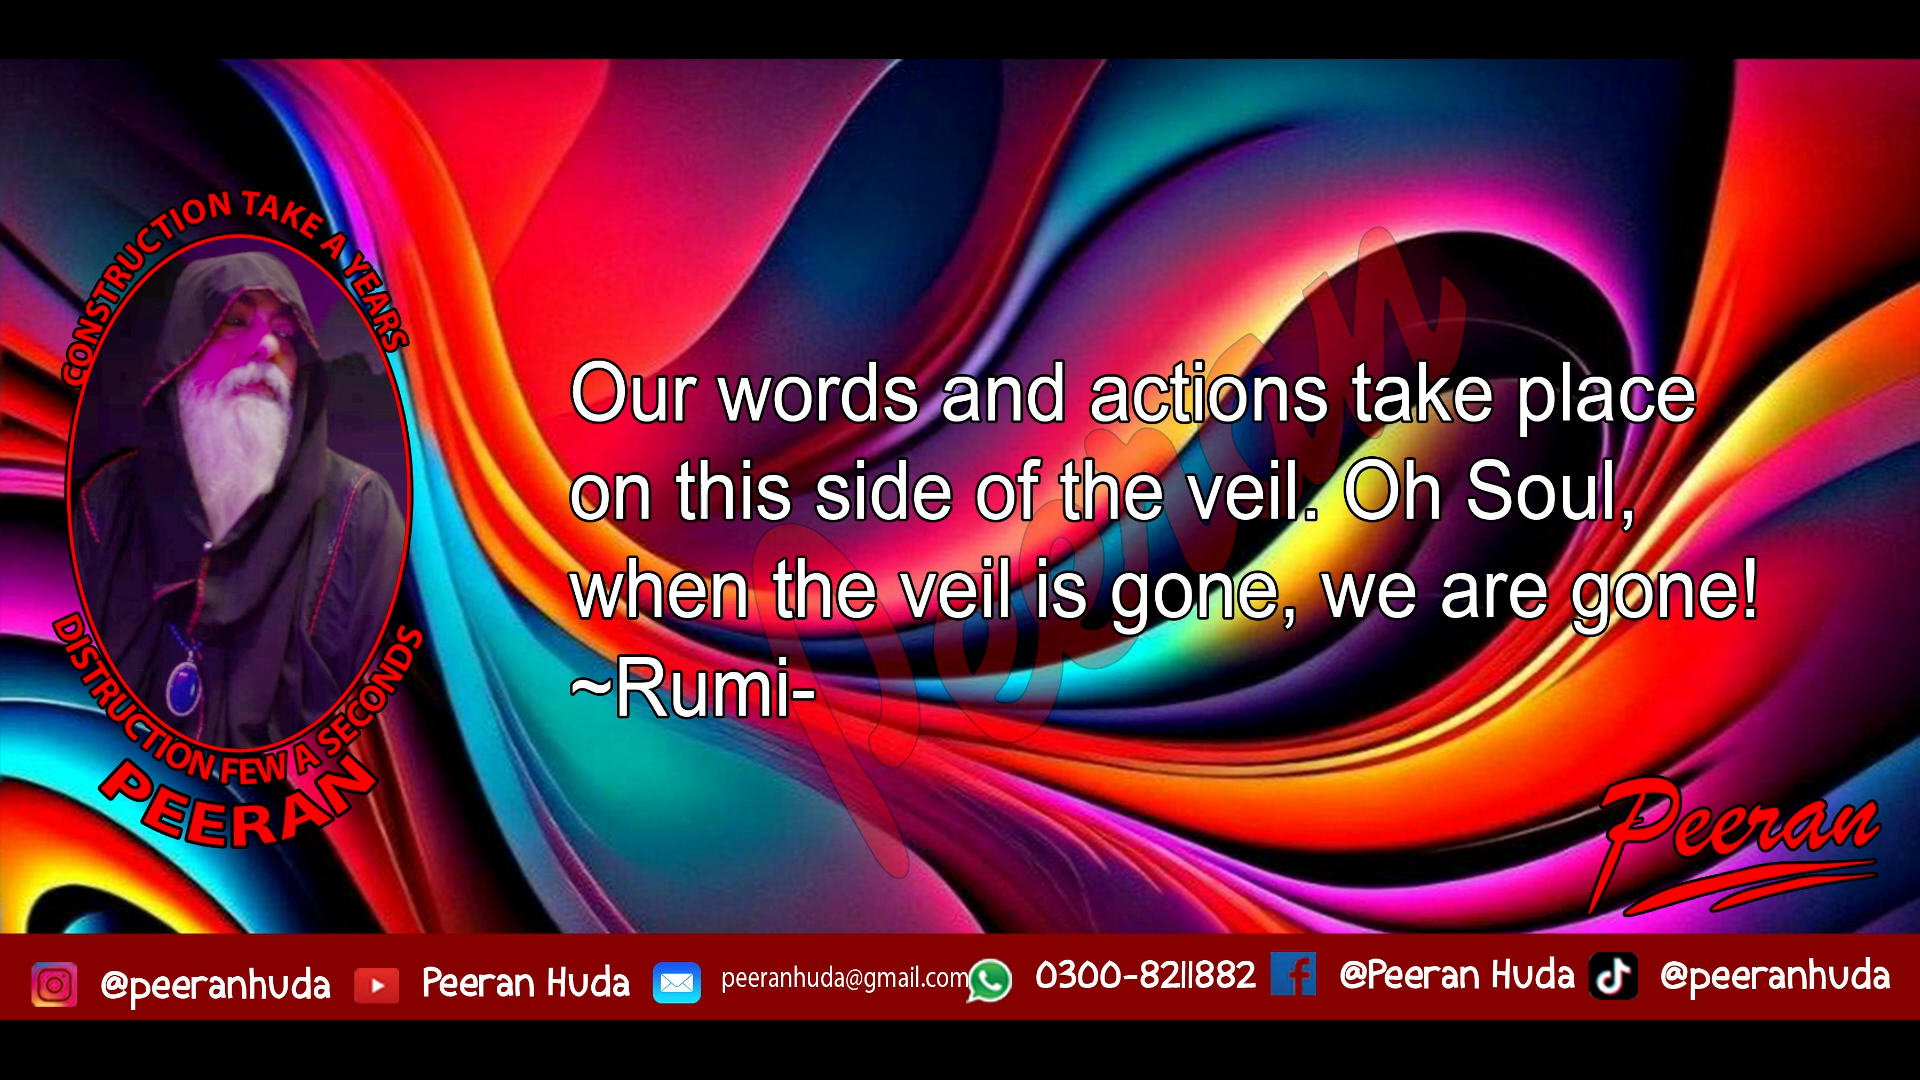 CONSTRUCTION TAKE A YEARS
DISTRUCTION FEW A SECONDS
PEERAN
Our words and actions take place
on this side of the veil. Oh Soul,
when the veil is gone, we are gone!
~Rumi-
Peeran
Peeran
@peeranhuda Peeran Huda peeranhuda@gmail.com 0300-8211882 @Peeran Huda @peeranhuda